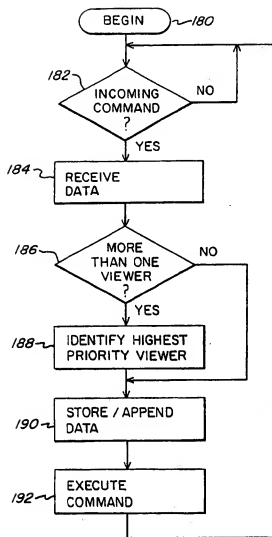 BEGIN
180
182
INCOMING
COMMAND
?
NO
YES
184
RECEIVE
DATA
186
MORE
THAN ONE
VIEWER
?
NO
YES
188
IDENTIFY HIGHEST
PRIORITY VIEWER
190
STORE / APPEND
DATA
192
EXECUTE
COMMAND